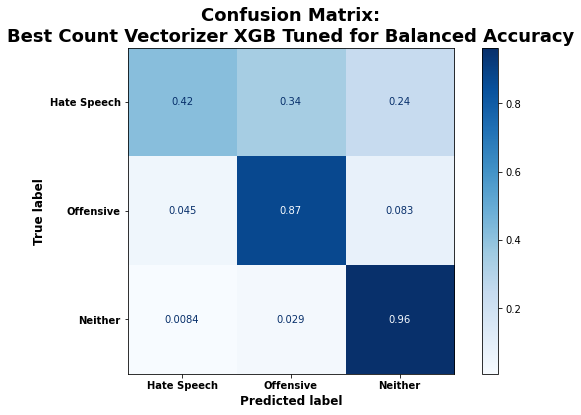 Confusion Matrix:
Best Count Vectorizer XGB Tuned for Balanced Accuracy
Hate Speech 0.42 0.34 0.24
0.8
0.6
True label
Offensive 0.045 0.87 0.083
0.4
0.2
Neither 0.0084 0.029 0.96
Hate Speech Offensive Neither
Predicted label